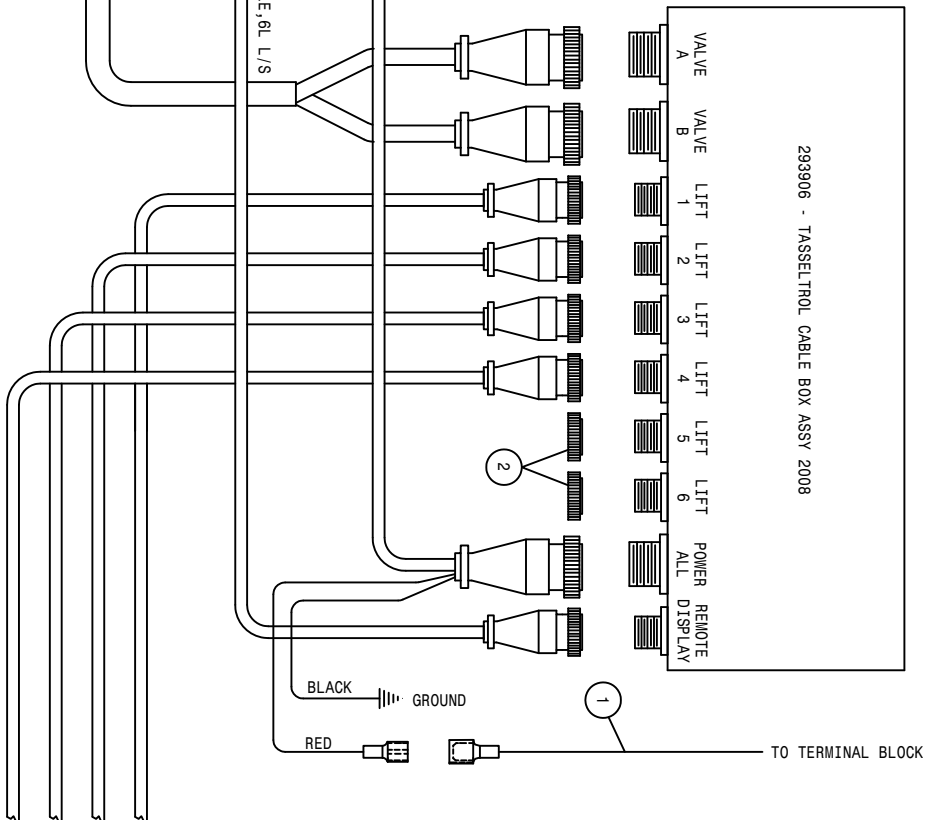 E,6L L/S
VALVE
A
VALVE
B
LIFT
1
LIFT
2
LIFT
3
LIFT
4
LIFT
5
LIFT
6
POWER
ALL
REMOTE
DISPLAY
293906 - TASSELTROL CABLE BOX ASSY 2008
2
1
BLACK
GROUND
RED
TO TERMINAL BLOCK